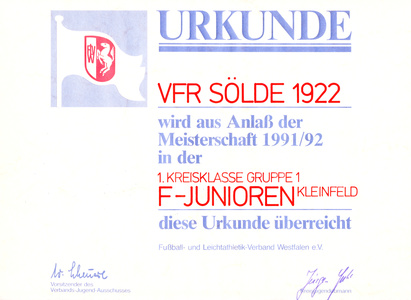 URKUNDE
VFR SÖLDE 1922
wird aus Anlaß der
Meisterschaft 1991/92
in der
1. KREISKLASSE GRUPPE 1
F-JUNIOREN KLEINFELD
diese Urkunde überreicht
Fußball- und Leichtathletik-Verband Westfalen e.V.
Vorsitzender des
Verbands-Jugend-Ausschusses